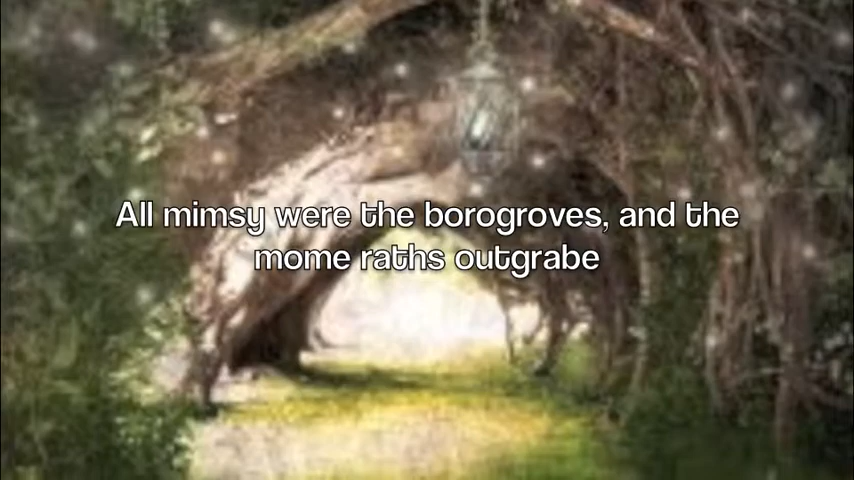 All mimsy were the borogroves, and the
mome raths outgrabe